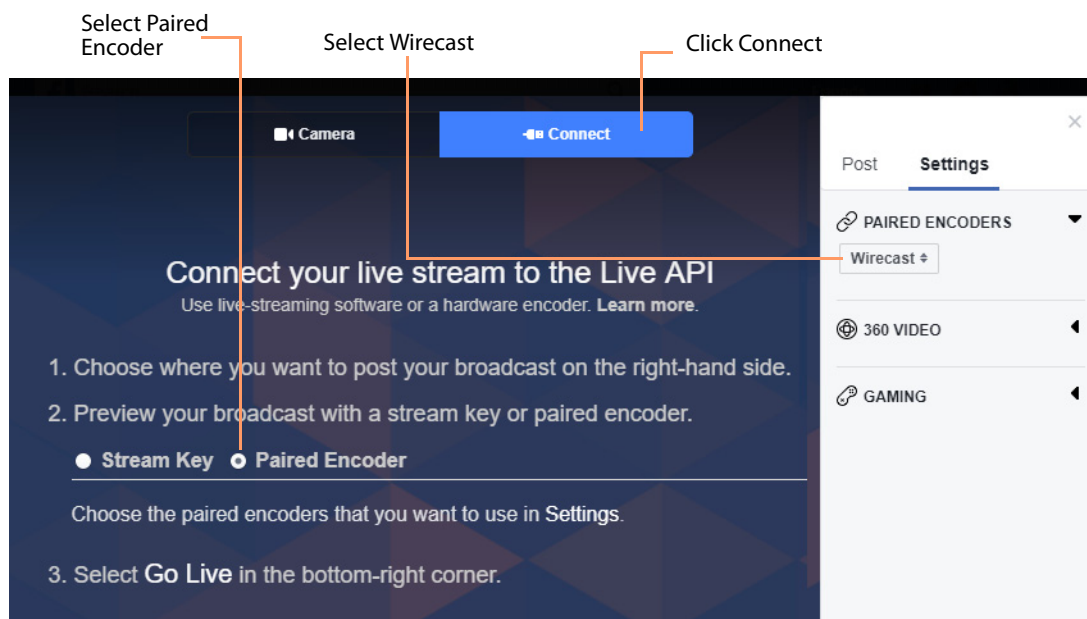 Select Paired
Encoder
Select Wirecast
Click Connect
Camera
Connect
Post Settings
PAIRED ENCODERS
Wirecast
Connect your live stream to the Live API
Use live-streaming software or a hardware encoder. Learn more.
360 VIDEO
1. Choose where you want to post your broadcast on the right-hand side.
GAMING
2. Preview your broadcast with a stream key or paired encoder.
Stream Key Paired Encoder
Choose the paired encoders that you want to use in Settings.
3. Select Go Live in the bottom-right corner.